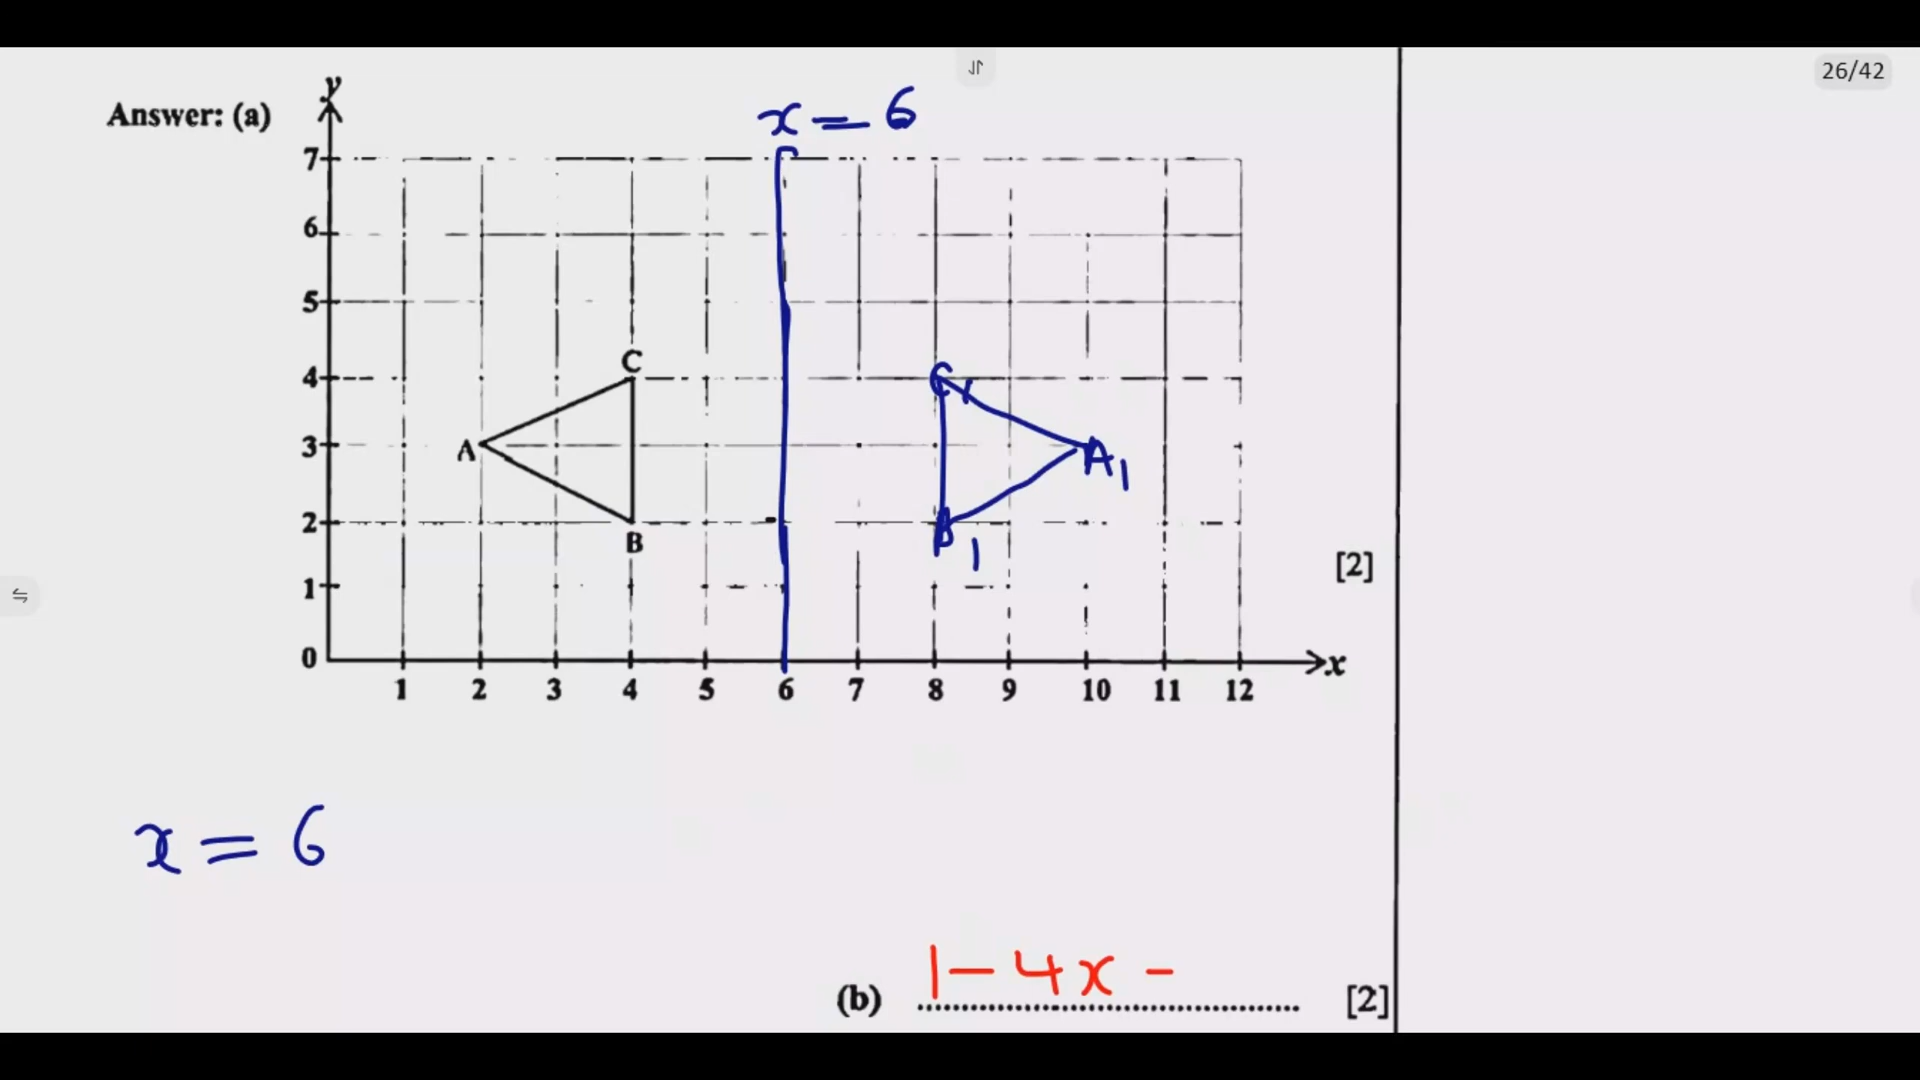 26/42
Answer: (a)
y
x = 6
7
6
5
4
3
2
1
0
C
A
B
C1
A1
B1
[2]
1 2 3 4 5 6 7 8 9 10 11 12
x
x = 6
1 - 4x -
(b) ........................................ [2]